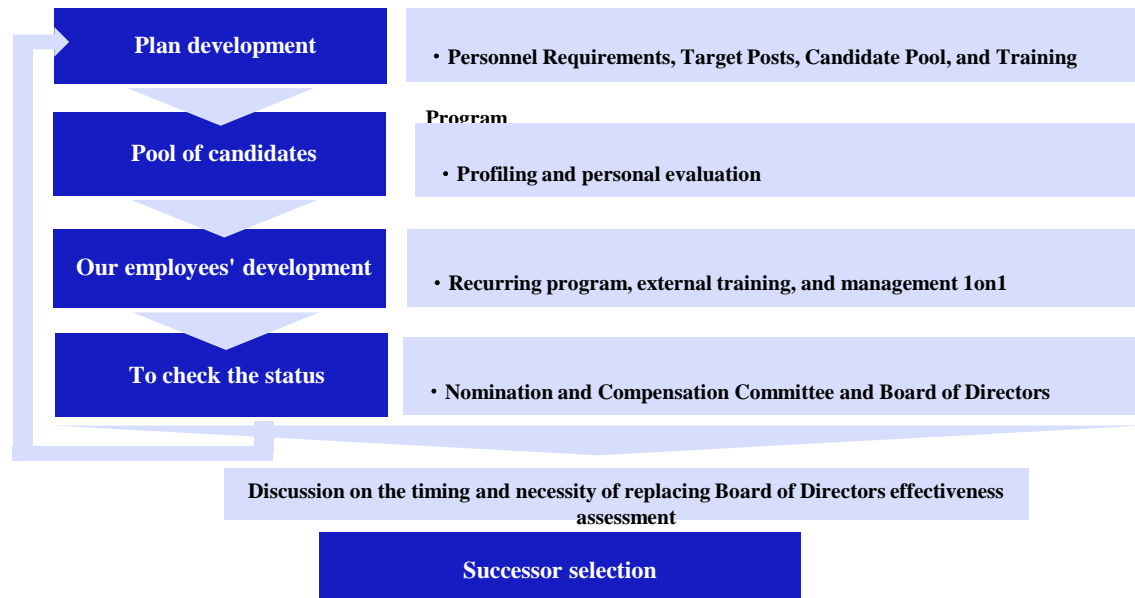 Plan development
・Personnel Requirements, Target Posts, Candidate Pool, and Training
Program
Pool of candidates
・Profiling and personal evaluation
Our employees' development
・Recurring program, external training, and management 1on1
To check the status
・Nomination and Compensation Committee and Board of Directors
Discussion on the timing and necessity of replacing Board of Directors effectiveness
assessment
Successor selection